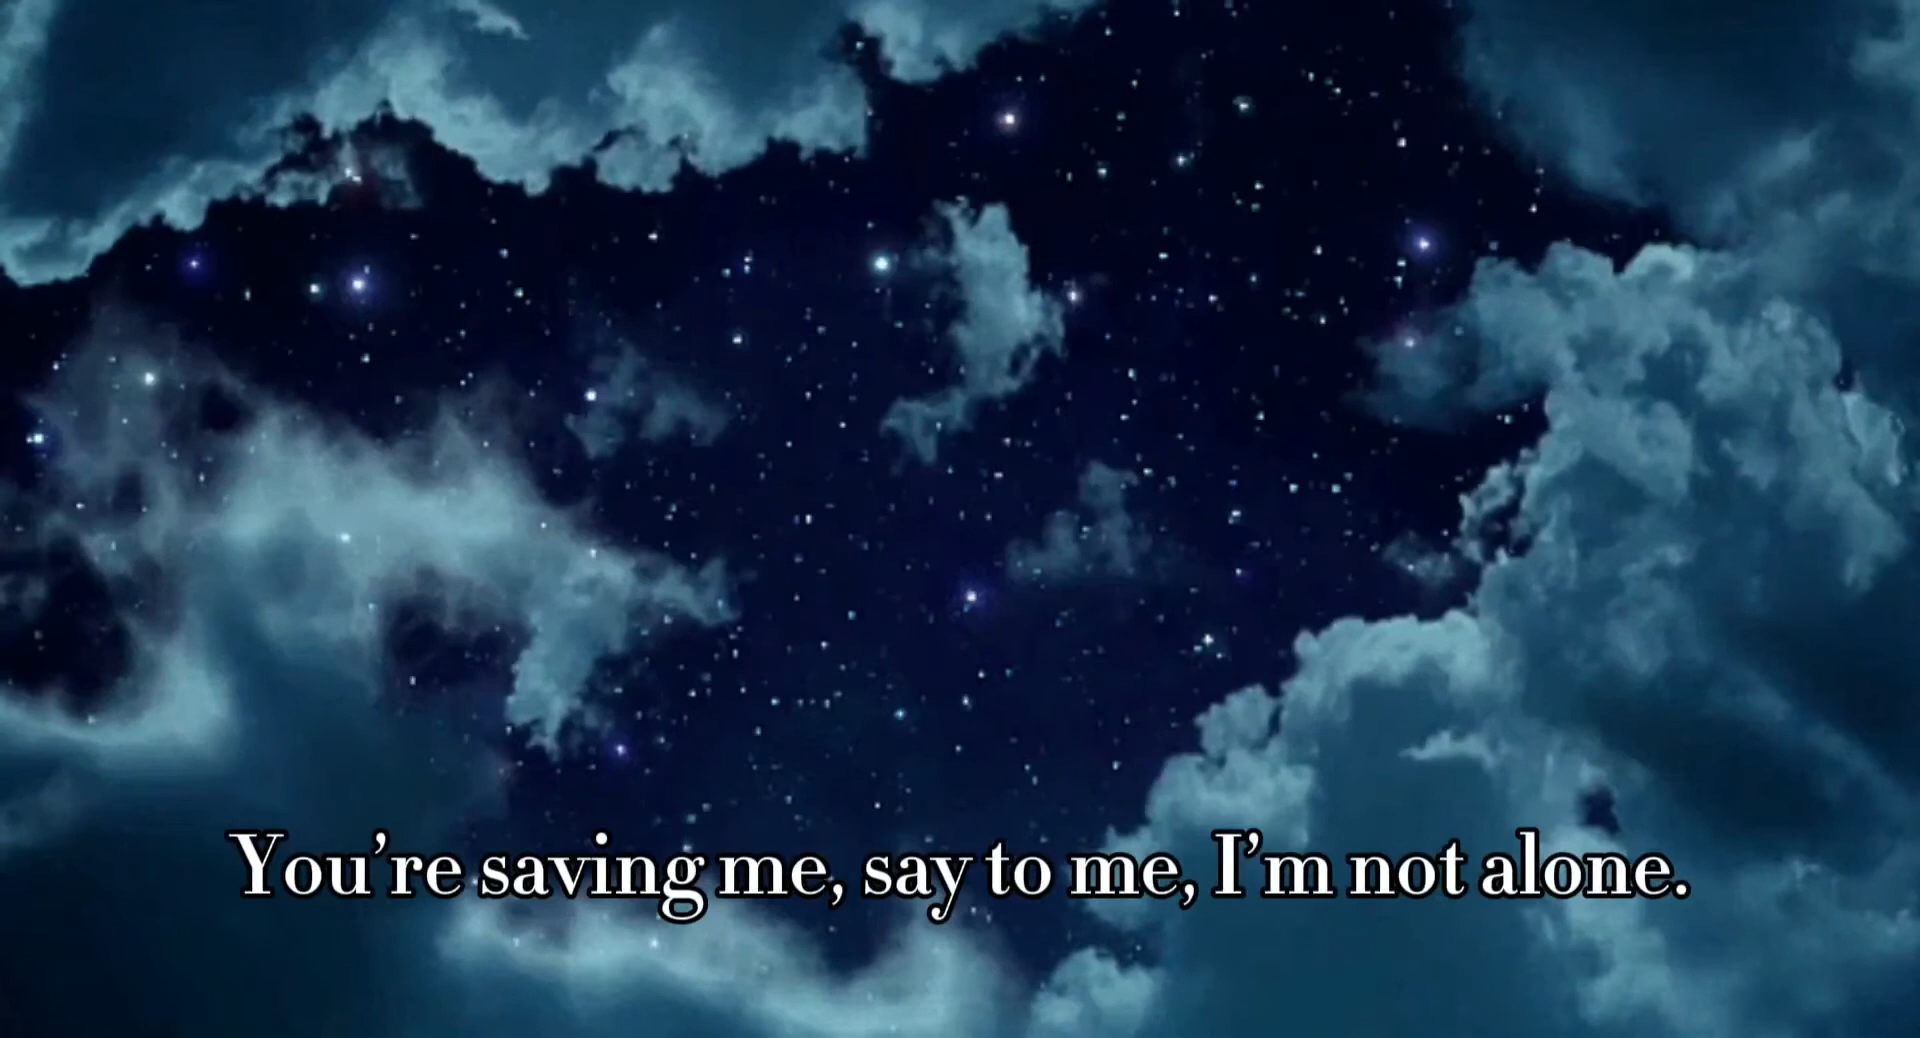 You’re saving me, say to me, I’m not alone.